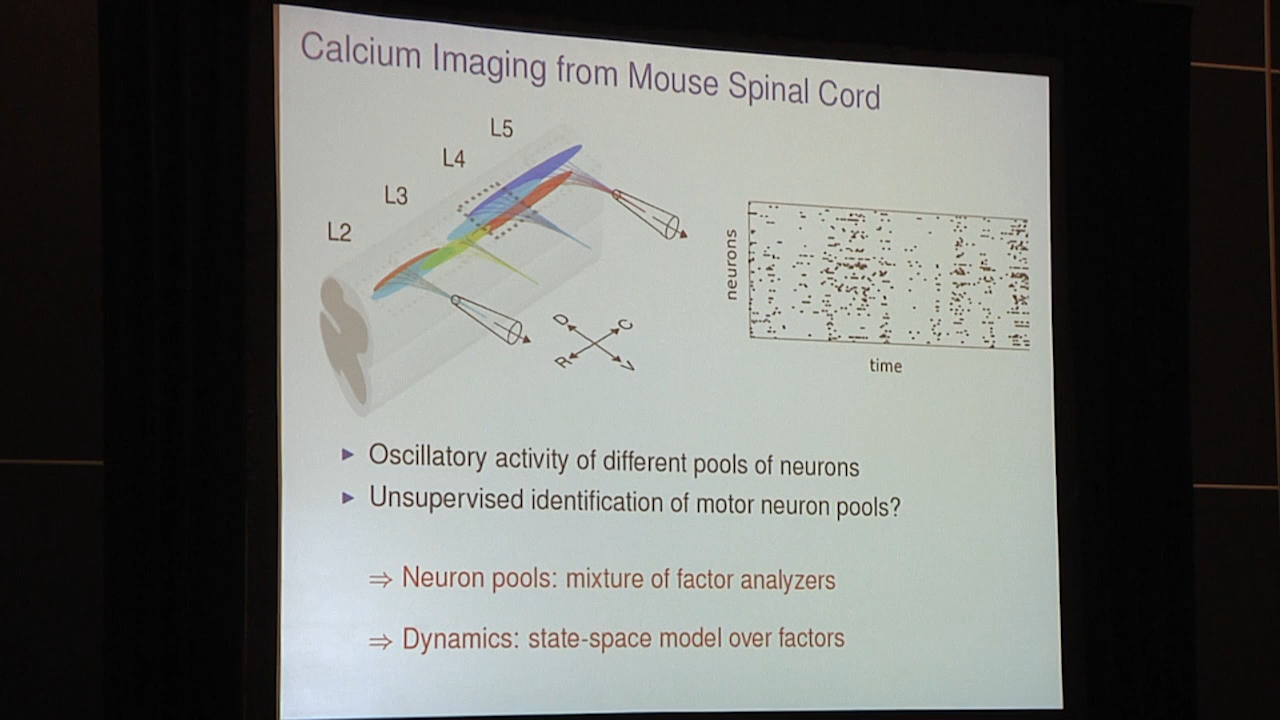 Calcium Imaging from Mouse Spinal Cord
L5
L4
L3
L2
D
C
R
V
neurons
time
Oscillatory activity of different pools of neurons
Unsupervised identification of motor neuron pools?
⇒ Neuron pools: mixture of factor analyzers
⇒ Dynamics: state-space model over factors